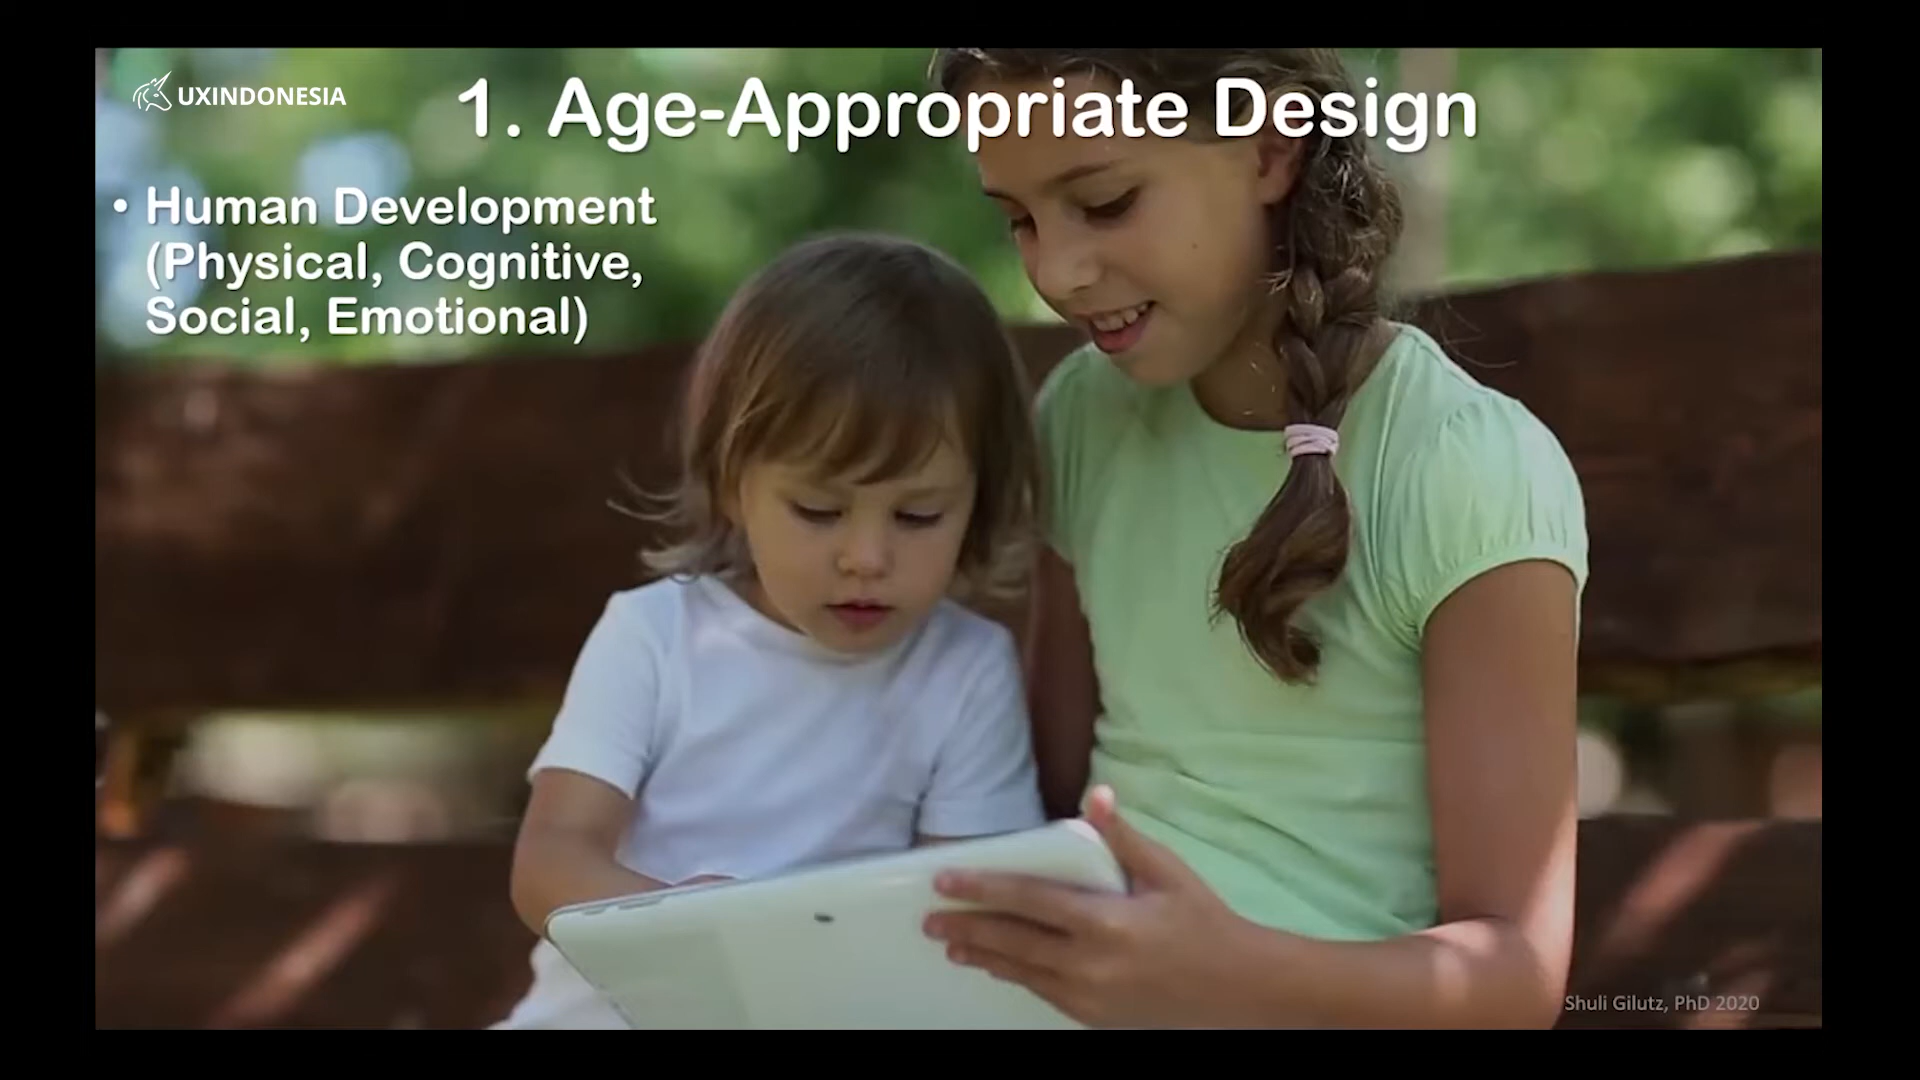 UXINDONESIA
1. Age-Appropriate Design
• Human Development
(Physical, Cognitive,
Social, Emotional)
Shuli Gilutz, PhD 2020